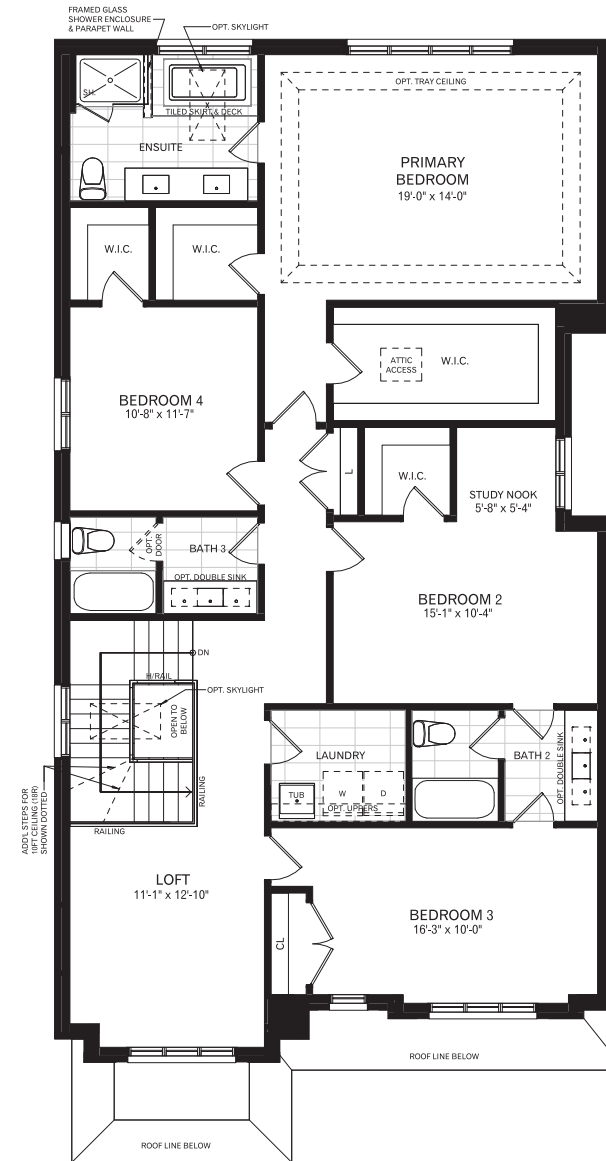 FRAMED GLASS
SHOWER ENCLOSURE
& PARAPET WALL
OPT. SKYLIGHT
SH.
TILED SKIRT & DECK
ENSUITE
OPT. TRAY CEILING
PRIMARY
BEDROOM
19'-0" x 14'-0"
W.I.C.
W.I.C.
ATTIC
ACCESS
W.I.C.
BEDROOM 4
10'-8" x 11'-7"
L
W.I.C.
STUDY NOOK
5'-8" x 5'-4"
OPT.
DOOR
BATH 3
OPT. DOUBLE SINK
BEDROOM 2
15'-1" x 10'-4"
DN
H/RAIL
OPT. SKYLIGHT
OPEN TO
BELOW
RAILING
RAILING
ADD'L STEPS FOR
10FT CEILING (18R)
SHOWN DOTTED
LAUNDRY
TUB
W
D
OPT. UPPERS
BATH 2
OPT. DOUBLE SINK
LOFT
11'-1" x 12'-10"
CL
BEDROOM 3
16'-3" x 10'-0"
ROOF LINE BELOW
ROOF LINE BELOW